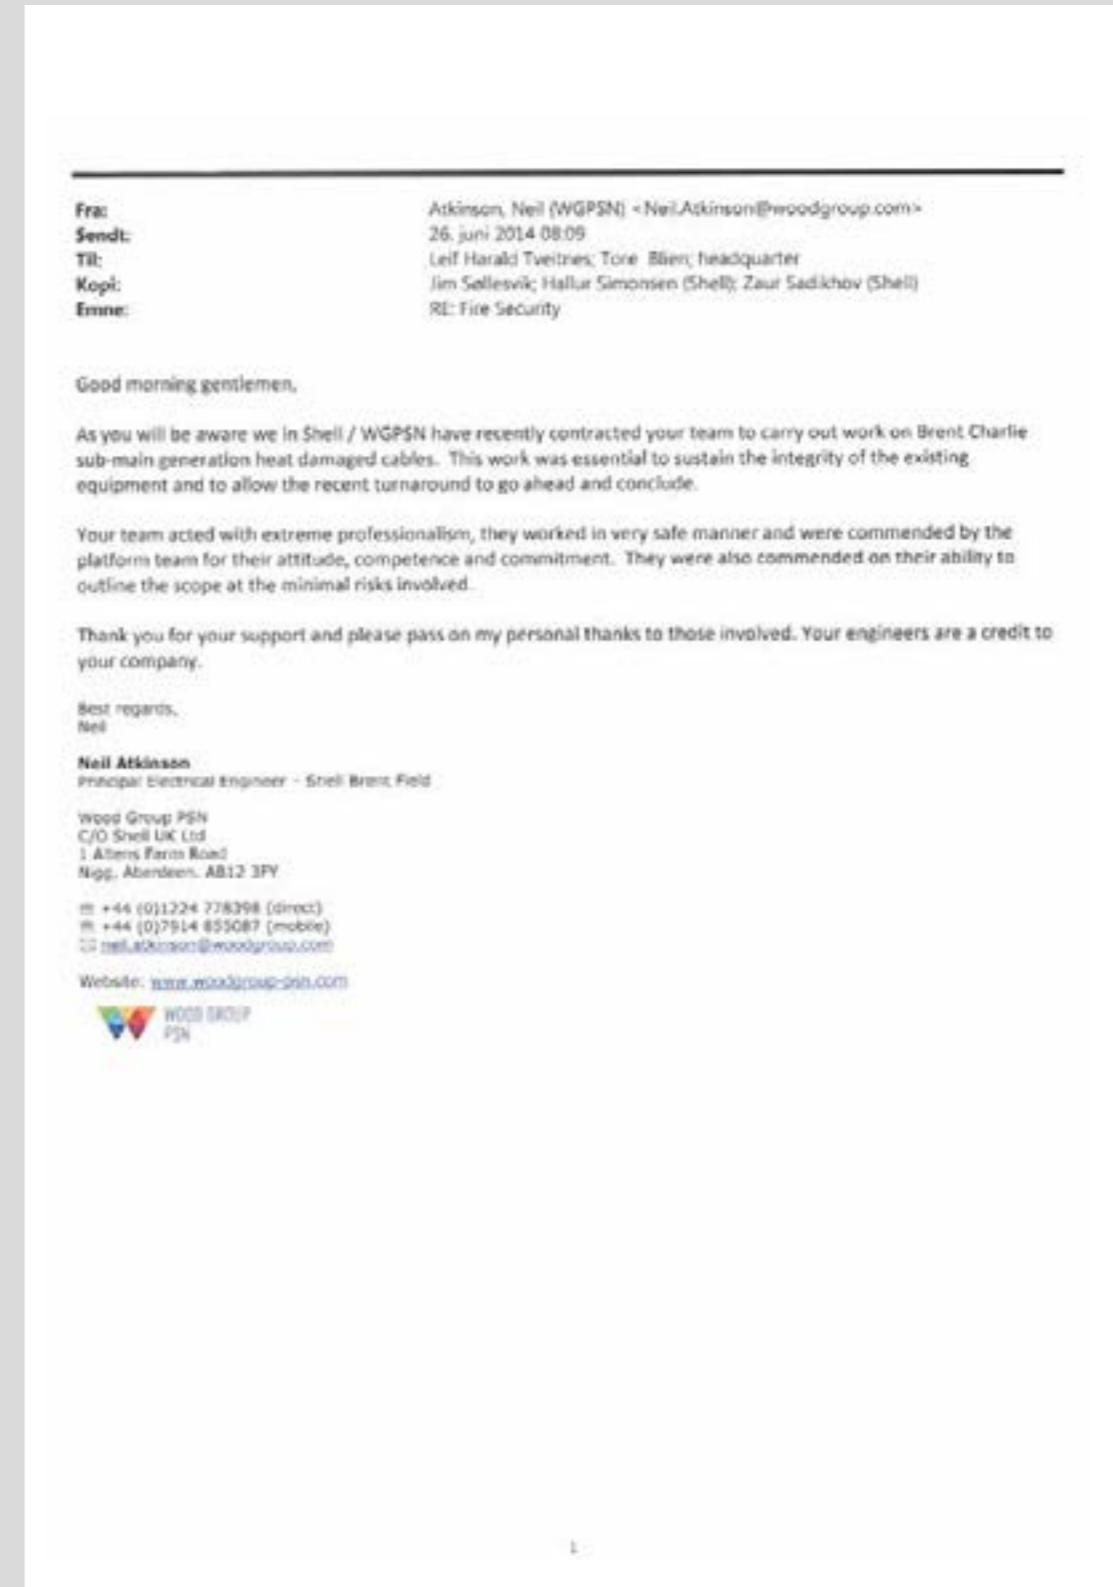 Fra: Atkinson, Neil (WGPSN) <Neil.Atkinson@woodgroup.com>
Sendt: 26. juni 2014 08:09
Til: Leif Harald Tveitnes; Tore Blien; headquarter
Kopi: Jim Søllesvik; Hallur Simonsen (Shell); Zaur Sadikhov (Shell)
Emne: RE: Fire Security
Good morning gentlemen,
As you will be aware we in Shell / WGPSN have recently contracted your team to carry out work on Brent Charlie
sub-main generation heat damaged cables. This work was essential to sustain the integrity of the existing
equipment and to allow the recent turnaround to go ahead and conclude.
Your team acted with extreme professionalism, they worked in very safe manner and were commended by the
platform team for their attitude, competence and commitment. They were also commended on their ability to
outline the scope at the minimal risks involved.
Thank you for your support and please pass on my personal thanks to those involved. Your engineers are a credit to
your company.
Best regards,
Neil
Neil Atkinson
Principal Electrical Engineer - Shell Brent Field
Wood Group PSN
C/O Shell UK Ltd
1 Altens Farm Road
Nigg, Aberdeen. AB12 3FY
+44 (0)1224 778398 (direct)
+44 (0)7914 855087 (mobile)
neil.atkinson@woodgroup.com
Website: www.woodgroup-psn.com
WOOD GROUP
PSN
1